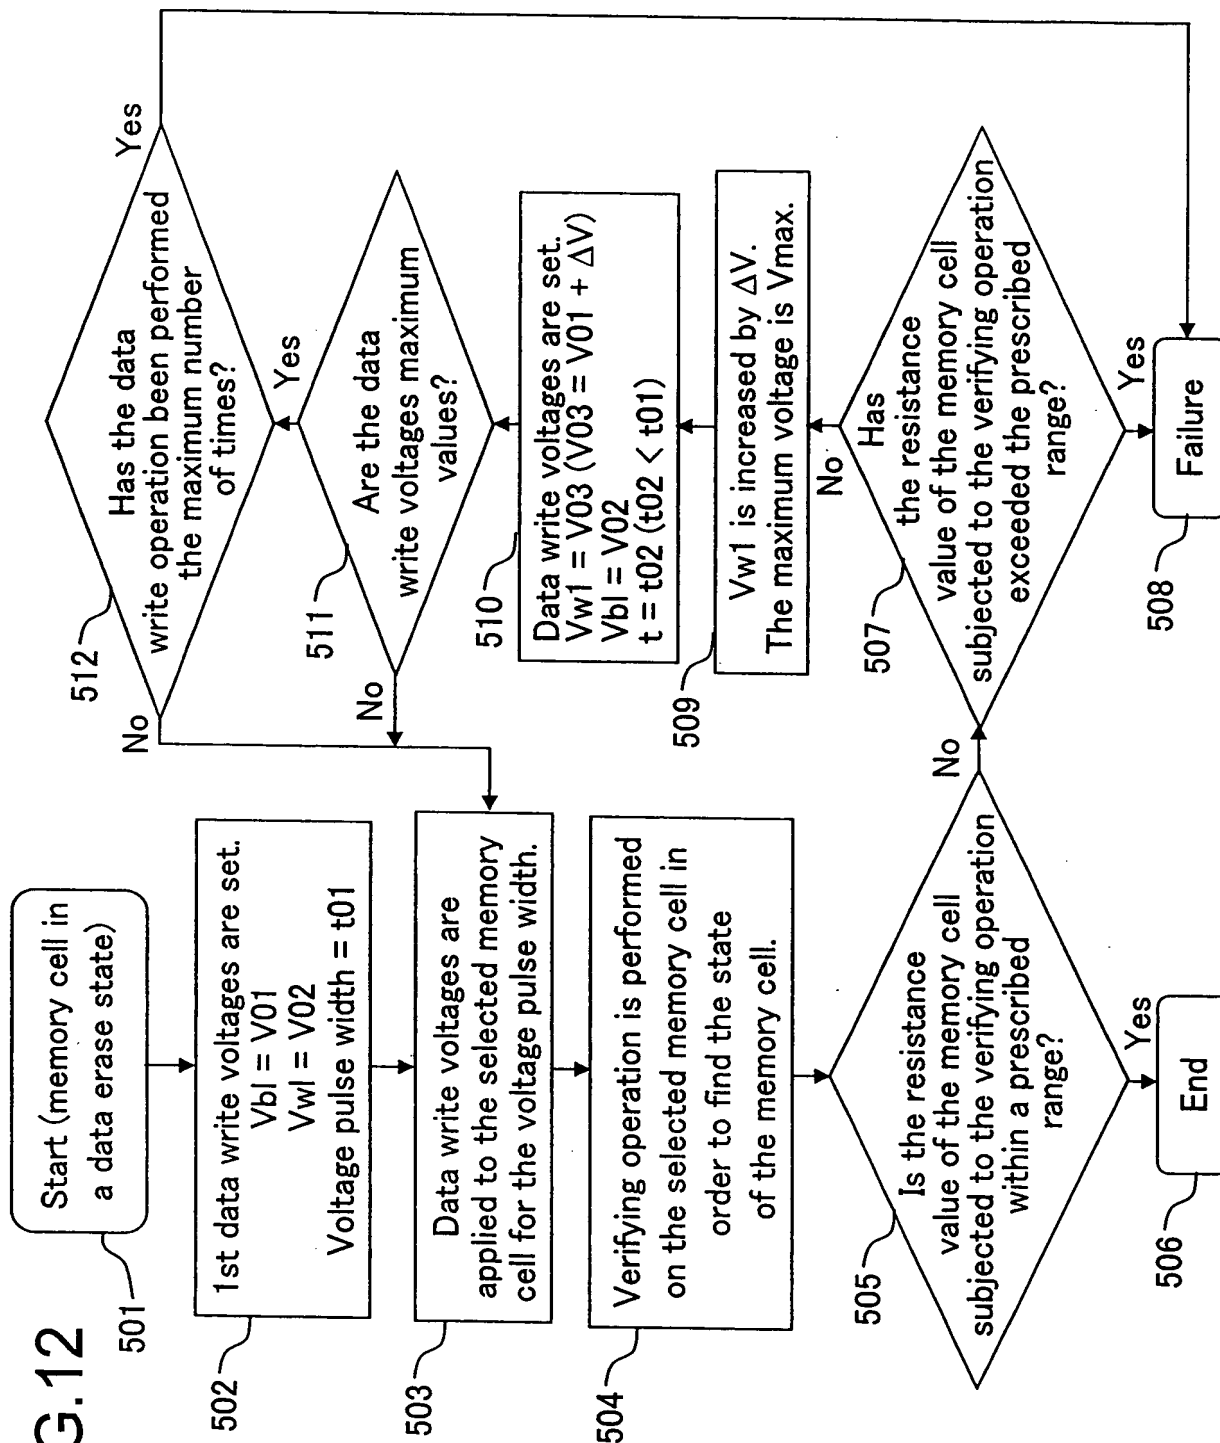 G.12
501
Start (memory cell in
a data erase state)
502
1st data write voltages are set.
Vbl = V01
Vwl = V02
Voltage pulse width = t01
503
Data write voltages are
applied to the selected memory
cell for the voltage pulse width.
504
Verifying operation is performed
on the selected memory cell in
order to find the state
of the memory cell.
505
Is the resistance
value of the memory cell
subjected to the verifying operation
within a prescribed
range?
Yes
No
506
End
507
Has
the resistance
value of the memory cell
subjected to the verifying operation
exceeded the prescribed
range?
Yes
No
508
Failure
509
Vw1 is increased by ΔV.
The maximum voltage is Vmax.
510
Data write voltages are set.
Vw1 = V03 (V03 = V01 + ΔV)
Vbl = V02
t = t02 (t02 < t01)
511
Are the data
write voltages maximum
values?
Yes
No
512
Has the data
write operation been performed
the maximum number
of times?
Yes
No